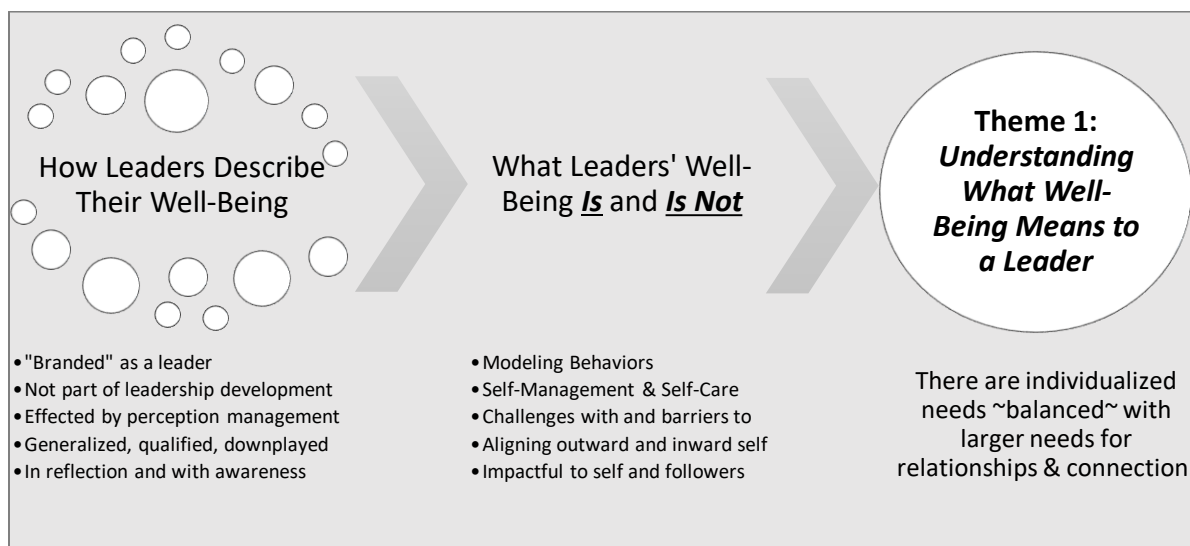 How Leaders Describe
Their Well-Being
•"Branded" as a leader
•Not part of leadership development
•Effected by perception management
•Generalized, qualified, downplayed
•In reflection and with awareness
What Leaders' Well-
Being Is and Is Not
•Modeling Behaviors
•Self-Management & Self-Care
•Challenges with and barriers to
•Aligning outward and inward self
•Impactful to self and followers
Theme 1:
Understanding
What Well-
Being Means to
a Leader
There are individualized
needs ~balanced~ with
larger needs for
relationships & connection